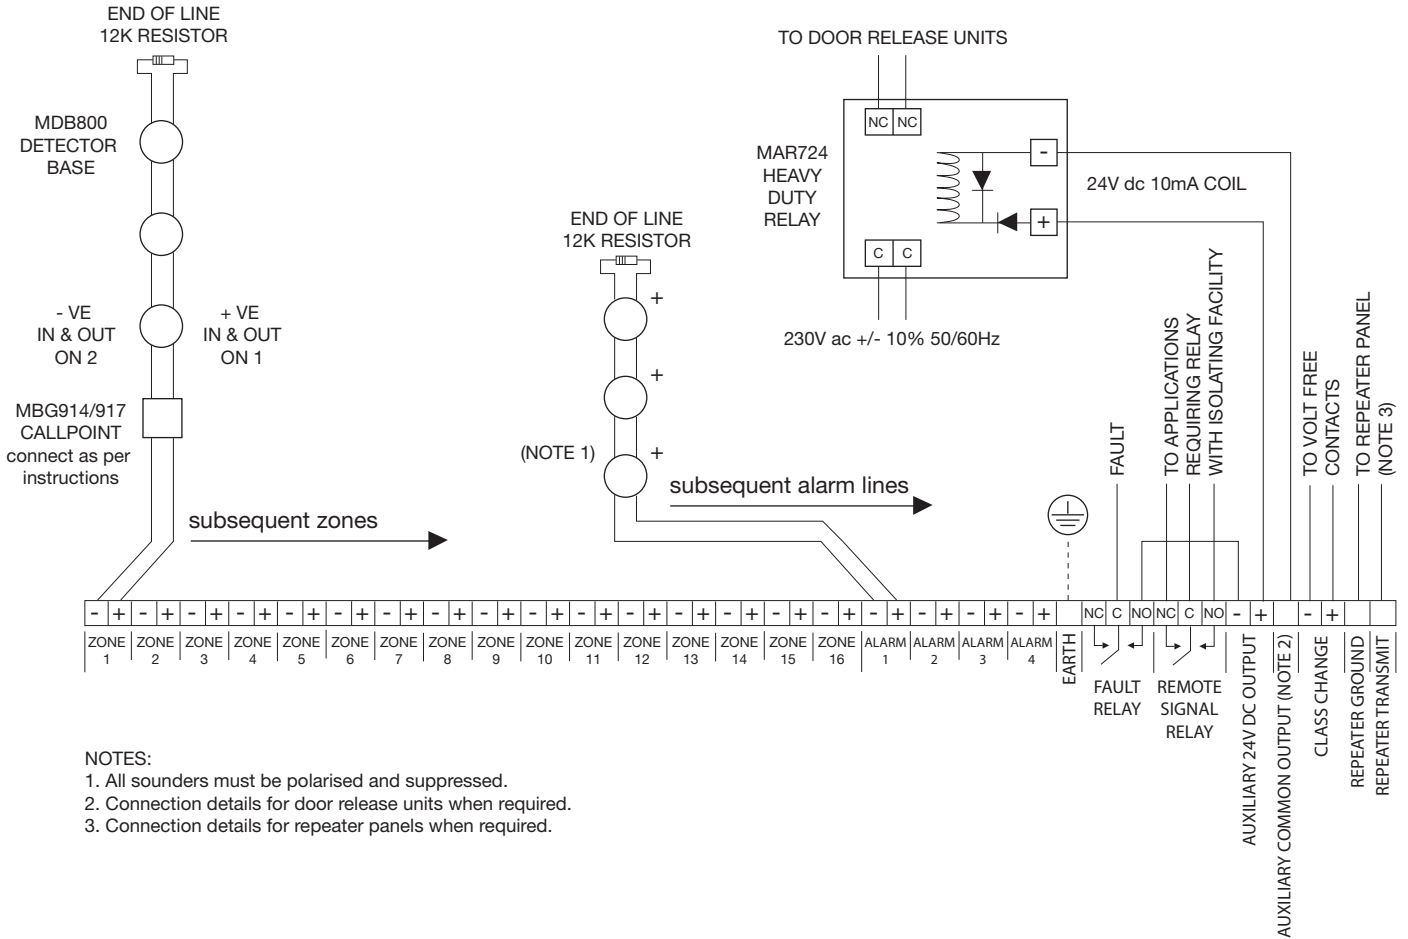 END OF LINE
12K RESISTOR
MDB800
DETECTOR
BASE
- VE
IN & OUT
ON 2
+ VE
IN & OUT
ON 1
MBG914/917
CALLPOINT
connect as per
instructions
subsequent zones
END OF LINE
12K RESISTOR
+
+
+
(NOTE 1)
subsequent alarm lines
TO DOOR RELEASE UNITS
NC NC
MAR724
HEAVY
DUTY
RELAY
-
+
24V dc 10mA COIL
C C
230V ac +/- 10% 50/60Hz
FAULT
TO APPLICATIONS
REQUIRING RELAY
WITH ISOLATING FACILITY
TO VOLT FREE
CONTACTS
TO REPEATER PANEL
(NOTE 3)
- + - + - + - + - + - + - + - + - + - + - + - + - + - + - + - + - + - + - + - + NC C NO NC C NO - + - +
ZONE 1
ZONE 2
ZONE 3
ZONE 4
ZONE 5
ZONE 6
ZONE 7
ZONE 8
ZONE 9
ZONE 10
ZONE 11
ZONE 12
ZONE 13
ZONE 14
ZONE 15
ZONE 16
ALARM 1
ALARM 2
ALARM 3
ALARM 4
EARTH
FAULT
RELAY
REMOTE
SIGNAL
RELAY
AUXILIARY 24V DC OUTPUT
AUXILIARY COMMON OUTPUT (NOTE 2)
CLASS CHANGE
REPEATER GROUND
REPEATER TRANSMIT
NOTES:
1. All sounders must be polarised and suppressed.
2. Connection details for door release units when required.
3. Connection details for repeater panels when required.